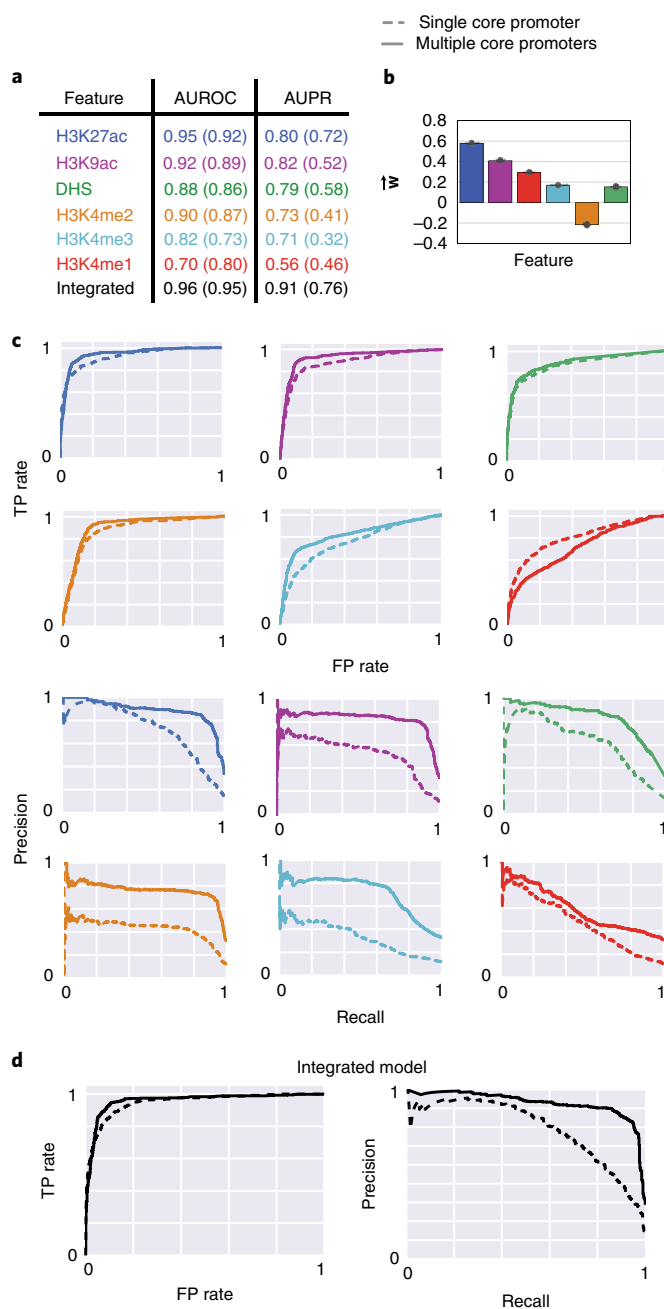 Single core promoter
Multiple core promoters
a
Feature AUROC AUPR
H3K27ac 0.95 (0.92) 0.80 (0.72)
H3K9ac 0.92 (0.89) 0.82 (0.52)
DHS 0.88 (0.86) 0.79 (0.58)
H3K4me2 0.90 (0.87) 0.73 (0.41)
H3K4me3 0.82 (0.73) 0.71 (0.32)
H3K4me1 0.70 (0.80) 0.56 (0.46)
Integrated 0.96 (0.95) 0.91 (0.76)
b
0.8
0.6
0.4
0.2
0
–0.2
–0.4
w
Feature
c
1 1 1
0 0 0
0 1 0 1 0 1
TP rate
1 1 1
0 0 0
0 1 0 1 0 1
FP rate
1 1 1
0 0 0
0 1 0 1 0 1
Precision
1 1 1
0 0 0
0 1 0 1 0 1
Recall
d
Integrated model
1 1
TP rate Precision
0 0
0 1 0 1
FP rate Recall